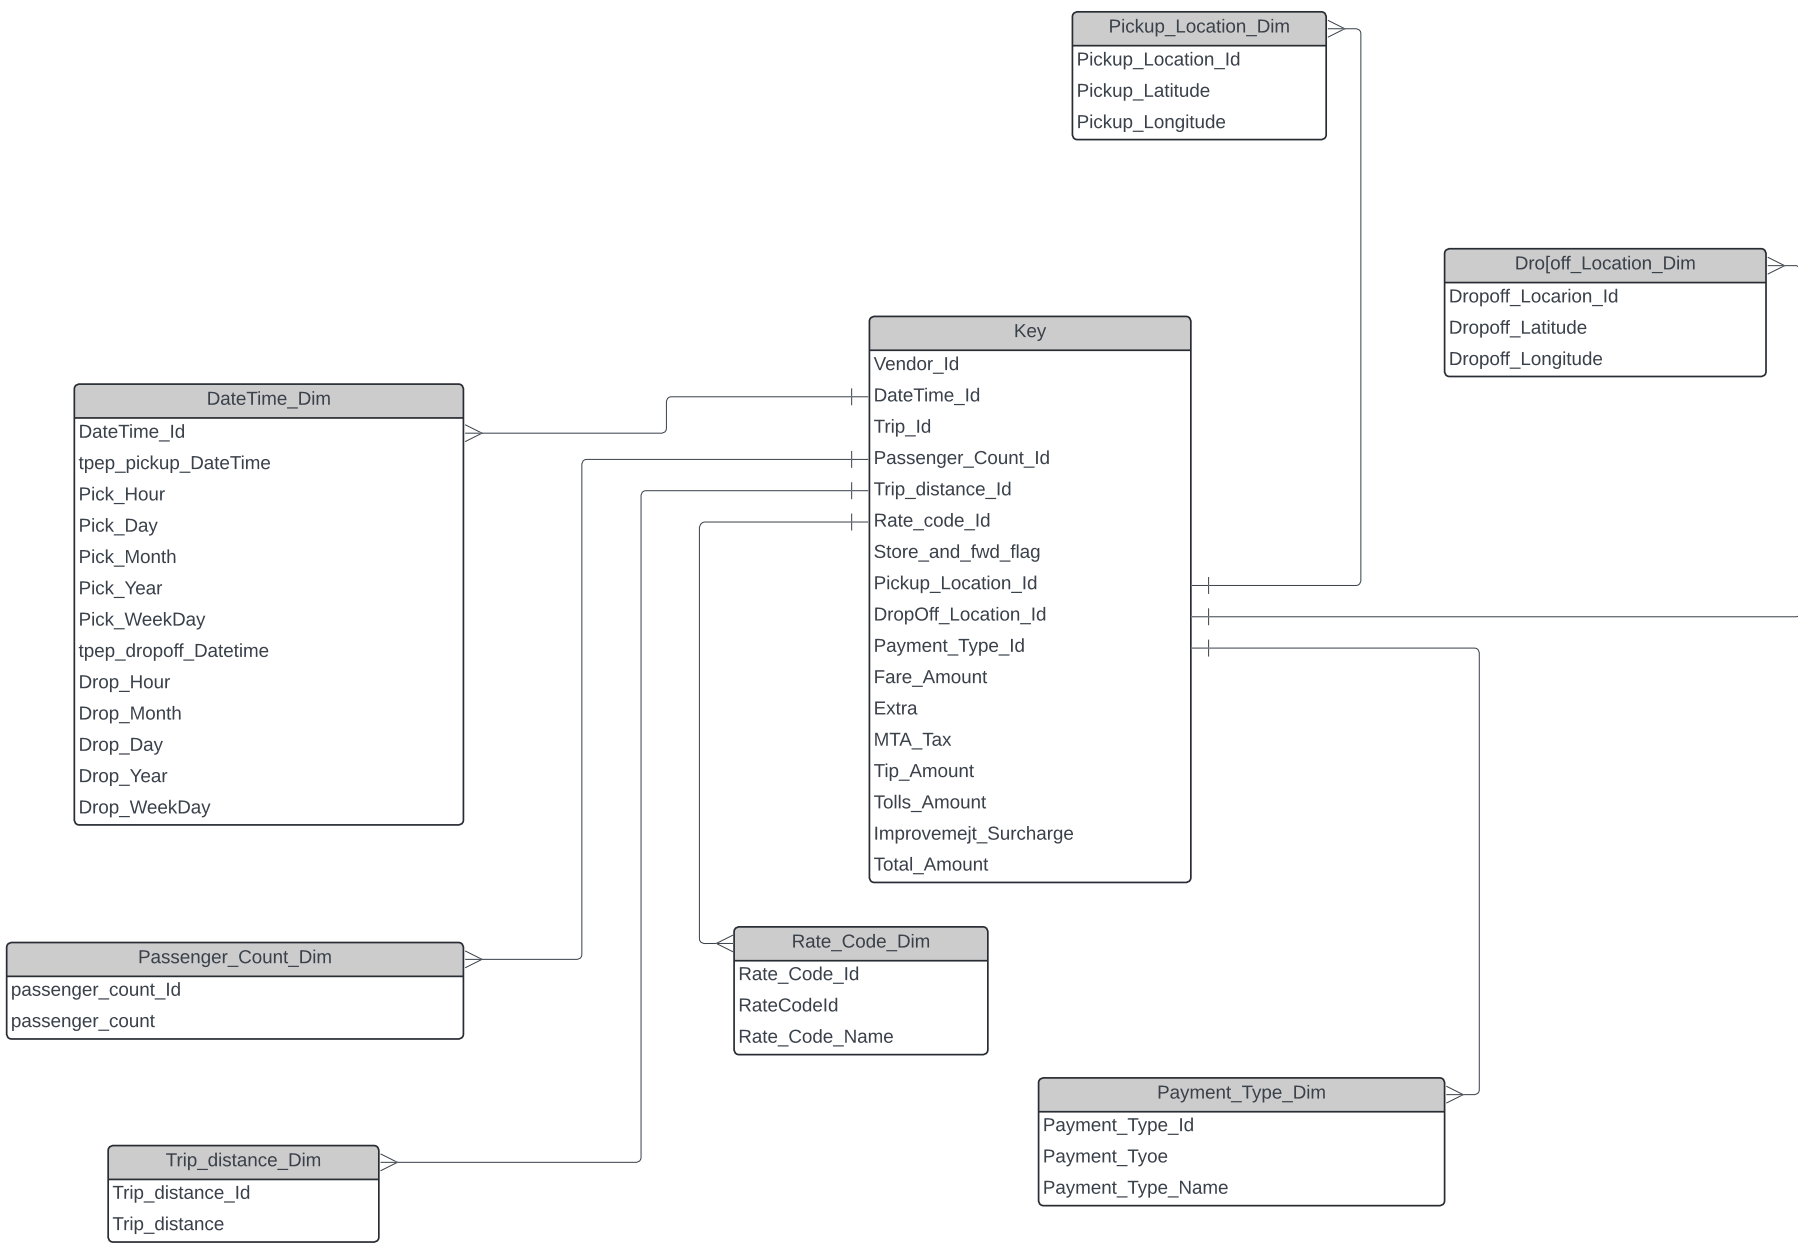 Pickup_Location_Dim
Pickup_Location_Id
Pickup_Latitude
Pickup_Longitude
Dro[off_Location_Dim
Dropoff_Locarion_Id
Dropoff_Latitude
Dropoff_Longitude
Key
Vendor_Id
DateTime_Id
Trip_Id
Passenger_Count_Id
Trip_distance_Id
Rate_code_Id
Store_and_fwd_flag
Pickup_Location_Id
DropOff_Location_Id
Payment_Type_Id
Fare_Amount
Extra
MTA_Tax
Tip_Amount
Tolls_Amount
Improvemejt_Surcharge
Total_Amount
DateTime_Dim
DateTime_Id
tpep_pickup_DateTime
Pick_Hour
Pick_Day
Pick_Month
Pick_Year
Pick_WeekDay
tpep_dropoff_Datetime
Drop_Hour
Drop_Month
Drop_Day
Drop_Year
Drop_WeekDay
Passenger_Count_Dim
passenger_count_Id
passenger_count
Rate_Code_Dim
Rate_Code_Id
RateCodeId
Rate_Code_Name
Payment_Type_Dim
Payment_Type_Id
Payment_Tyoe
Payment_Type_Name
Trip_distance_Dim
Trip_distance_Id
Trip_distance